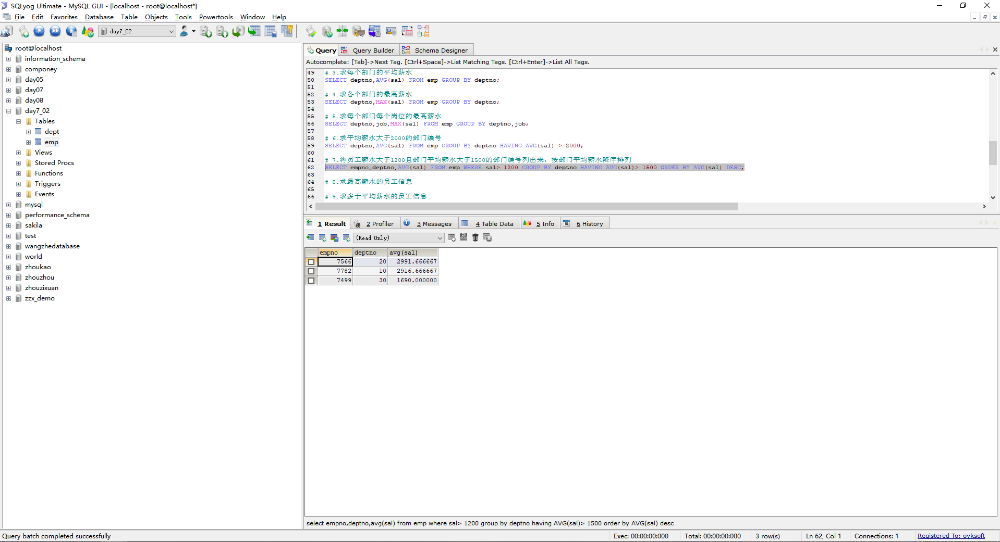 SQLyog Ultimate - MySQL GUI - [localhost - root@localhost*]
File Edit Favorites Database Table Objects Tools Powertools Window Help
day7_02
root@localhost
information_schema
componey
day05
day07
day08
day7_02
Tables
dept
emp
Views
Stored Procs
Functions
Triggers
Events
mysql
performance_schema
sakila
test
wangzhedatabase
world
zhoukao
zhouzhou
zhouzixuan
zzx_demo
Query Query Builder Schema Designer
Autocomplete: [Tab]->Next Tag. [Ctrl+Space]->List Matching Tags. [Ctrl+Enter]->List All Tags.
49 # 3.求每个部门的平均薪水
50 SELECT deptno,AVG(sal) FROM emp GROUP BY deptno;
51
52 # 4.求各个部门的最高薪水
53 SELECT deptno,MAX(sal) FROM emp GROUP BY deptno;
54
55 # 5.求每个部门每个岗位的最高薪水
56 SELECT deptno,job,MAX(sal) FROM emp GROUP BY deptno,job;
57
58 # 6.求平均薪水大于2000的部门编号
59 SELECT deptno,AVG(sal) FROM emp GROUP BY deptno HAVING AVG(sal) > 2000;
60
61 # 7.将员工薪水大于1200且部门平均薪水大于1500的部门编号列出来，按部门平均薪水降序排列
62 SELECT empno,deptno,AVG(sal) FROM emp WHERE sal> 1200 GROUP BY deptno HAVING AVG(sal)> 1500 ORDER BY AVG(sal) DESC;
63
64 # 8.求最高薪水的员工信息
65
66 # 9.求多于平均薪水的员工信息
1 Result 2 Profiler 3 Messages 4 Table Data 5 Info 6 History
(Read Only)
empno deptno avg(sal)
7566 20 2991.666667
7782 10 2916.666667
7499 30 1690.000000
select empno,deptno,avg(sal) from emp where sal> 1200 group by deptno having AVG(sal)> 1500 order by AVG(sal) desc
Query batch completed successfully Exec: 00:00:00:000 Total: 00:00:00:000 3 row(s) Ln 62, Col 1 Connections: 1 Registered To: oyksoft